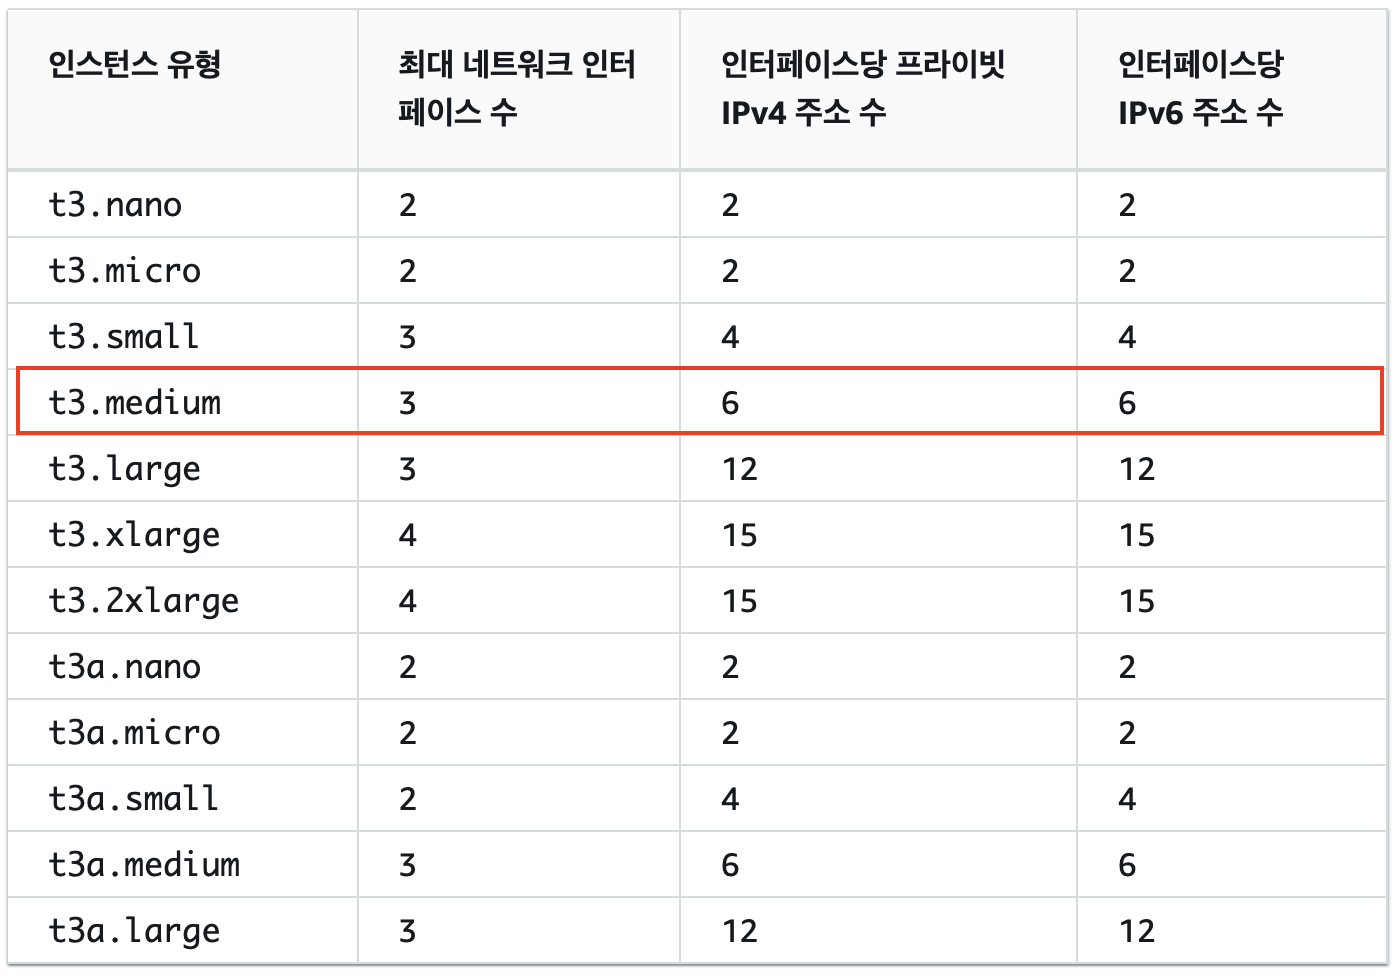 인스턴스 유형 최대 네트워크 인터 인터페이스당 프라이빗 인터페이스당
페이스 수 IPv4 주소 수 IPv6 주소 수
t3.nano 2 2 2
t3.micro 2 2 2
t3.small 3 4 4
t3.medium 3 6 6
t3.large 3 12 12
t3.xlarge 4 15 15
t3.2xlarge 4 15 15
t3a.nano 2 2 2
t3a.micro 2 2 2
t3a.small 2 4 4
t3a.medium 3 6 6
t3a.large 3 12 12